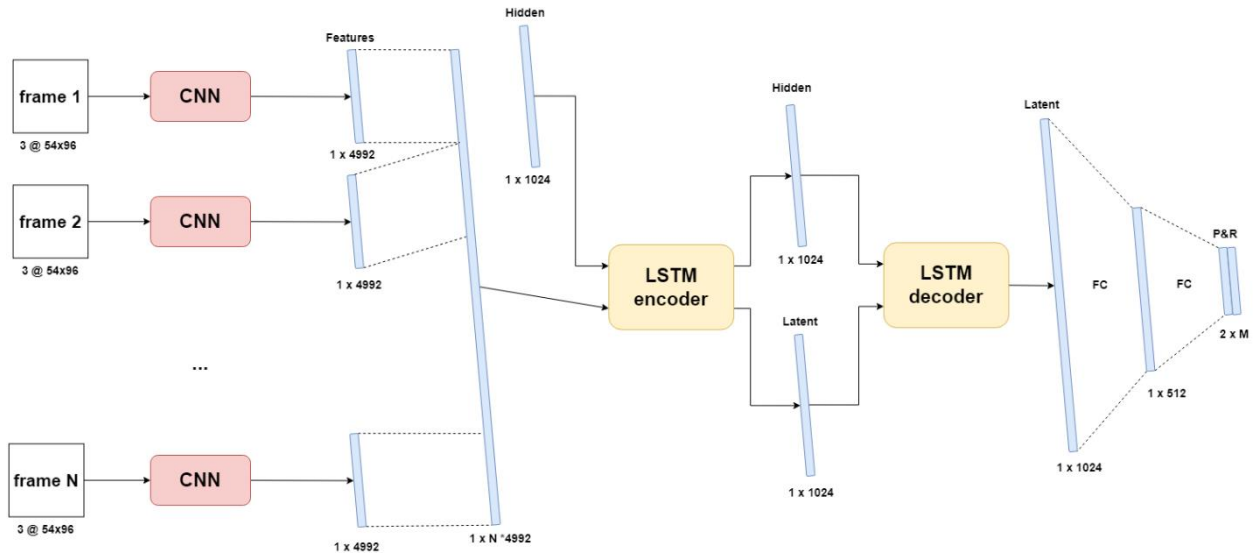 Hidden
Features
frame 1
CNN
3 @ 54x96
1 x 4992
1 x 1024
frame 2
CNN
3 @ 54x96
1 x 4992
LSTM
encoder
Hidden
1 x 1024
Latent
1 x 1024
LSTM
decoder
Latent
FC
1 x 1024
1 x 512
FC
P&R
2 x M
...
frame N
CNN
3 @ 54x96
1 x 4992
1 x N *4992